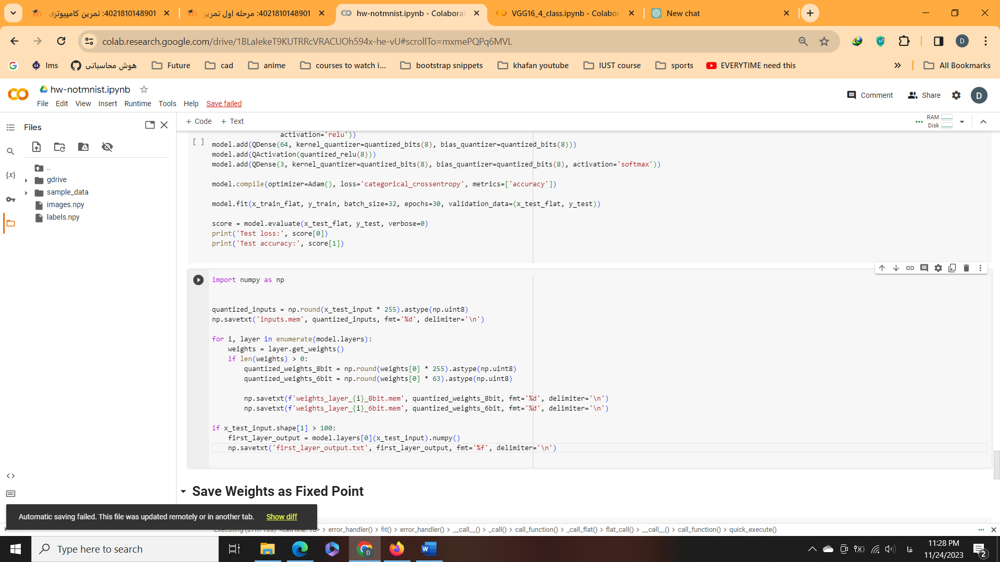 4021810148901: تمرین کامپیوتری
4021810148901: مرحله اول تمرین
hw-notmnist.ipynb - Colaborat
VGG16_4_class.ipynb - Colabor
New chat
colab.research.google.com/drive/1BLaIekeT9KUTRRcVRACUOh594x-he-vU#scrollTo=mxmePQPq6MVL
D
lms
هوش محاسباتی
Future
cad
anime
courses to watch i...
bootstrap snippets
khafan youtube
IUST course
sports
EVERYTIME need this
»
All Bookmarks
hw-notmnist.ipynb
Comment
Share
D
File Edit View Insert Runtime Tools Help Save failed
Files
+ Code + Text
RAM
Disk
..
gdrive
sample_data
images.npy
labels.npy
{x}
activation='relu'))
[ ]
model.add(QDense(64, kernel_quantizer=quantized_bits(8), bias_quantizer=quantized_bits(8)))
model.add(QActivation(quantized_relu(8)))
model.add(QDense(3, kernel_quantizer=quantized_bits(8), bias_quantizer=quantized_bits(8), activation='softmax'))
model.compile(optimizer=Adam(), loss='categorical_crossentropy', metrics=['accuracy'])
model.fit(x_train_flat, y_train, batch_size=32, epochs=30, validation_data=(x_test_flat, y_test))
score = model.evaluate(x_test_flat, y_test, verbose=0)
print('Test loss:', score[0])
print('Test accuracy:', score[1])
import numpy as np
quantized_inputs = np.round(x_test_input * 255).astype(np.uint8)
np.savetxt('inputs.mem', quantized_inputs, fmt='%d', delimiter='\n')
for i, layer in enumerate(model.layers):
weights = layer.get_weights()
if len(weights) > 0:
quantized_weights_8bit = np.round(weights[0] * 255).astype(np.uint8)
quantized_weights_6bit = np.round(weights[0] * 63).astype(np.uint8)
np.savetxt(f'weights_layer_{i}_8bit.mem', quantized_weights_8bit, fmt='%d', delimiter='\n')
np.savetxt(f'weights_layer_{i}_6bit.mem', quantized_weights_6bit, fmt='%d', delimiter='\n')
if x_test_input.shape[1] > 100:
first_layer_output = model.layers[0](x_test_input).numpy()
np.savetxt('first_layer_output.txt', first_layer_output, fmt='%f', delimiter='\n')
Save Weights as Fixed Point
Automatic saving failed. This file was updated remotely or in another tab. Show diff
> error_handler() > fit() > error_handler() > __call__() > _call() > call_function() > _call_flat() > flat_call() > __call__() > call_function() > quick_execute()
Type here to search
فا
11:28 PM
11/24/2023
2